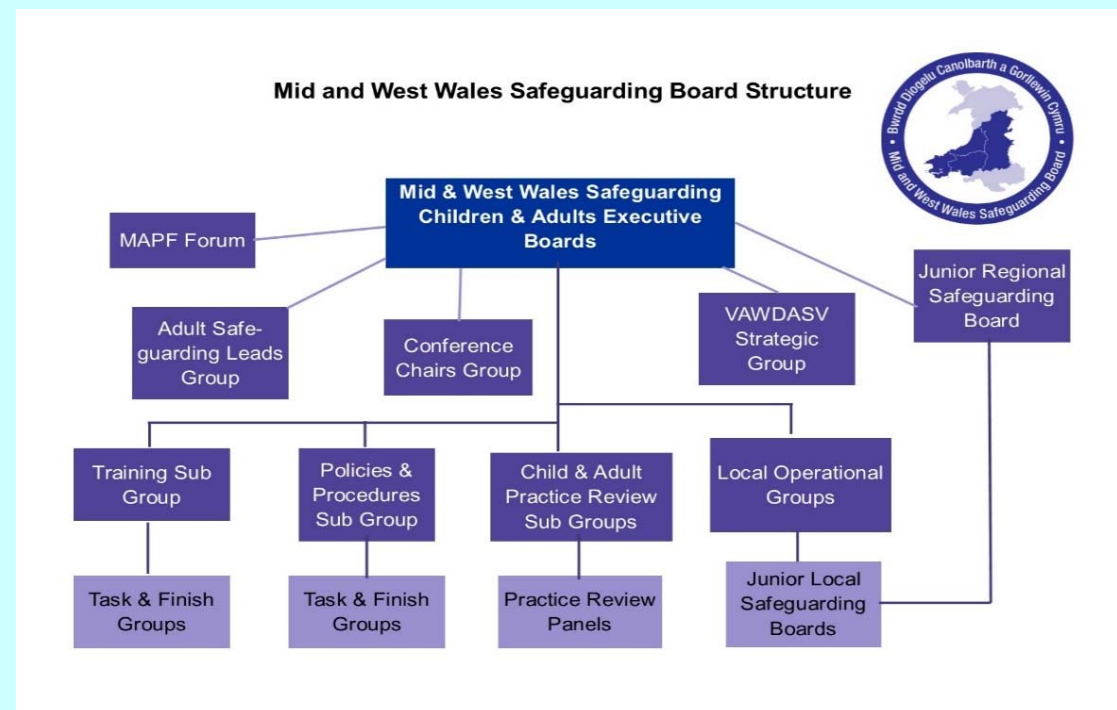 Mid and West Wales Safeguarding Board Structure
Bwrdd Diogelu Canolbarth a Gorllewin Cymru
Mid and West Wales Safeguarding Board
Mid & West Wales Safeguarding
Children & Adults Executive
Boards
MAPF Forum
Junior Regional
Safeguarding
Board
Adult Safe-
guarding Leads
Group
Conference
Chairs Group
VAWDASV
Strategic
Group
Training Sub
Group
Policies &
Procedures
Sub Group
Child & Adult
Practice Review
Sub Groups
Local Operational
Groups
Task & Finish
Groups
Task & Finish
Groups
Practice Review
Panels
Junior Local
Safeguarding
Boards